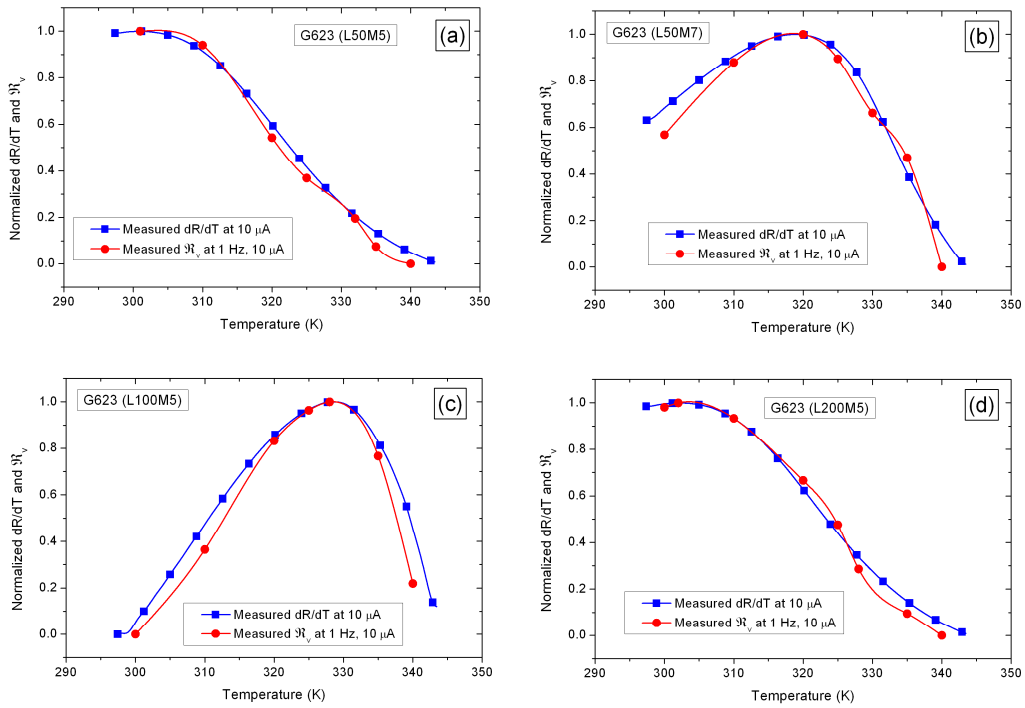 G623 (L50M5)
(a)
Normalized dR/dT and ℜv
1.0
0.8
0.6
0.4
0.2
0.0
Measured dR/dT at 10 μA
Measured ℜv at 1 Hz, 10 μA
290 300 310 320 330 340 350
Temperature (K)
G623 (L50M7)
(b)
Normalized dR/dT and ℜv
1.0
0.8
0.6
0.4
0.2
0.0
Measured dR/dT at 10 μA
Measured ℜv at 1 Hz, 10 μA
290 300 310 320 330 340 350
Temperature (K)
G623 (L100M5)
(c)
Normalized dR/dT and ℜv
1.0
0.8
0.6
0.4
0.2
0.0
Measured dR/dT at 10 μA
Measured ℜv at 1 Hz, 10 μA
290 300 310 320 330 340 350
Temperature (K)
G623 (L200M5)
(d)
Normalized dR/dT and ℜv
1.0
0.8
0.6
0.4
0.2
0.0
Measured dR/dT at 10 μA
Measured ℜv at 1 Hz, 10 μA
290 300 310 320 330 340 350
Temperature (K)